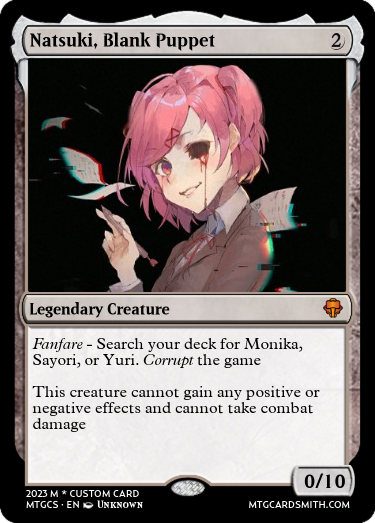 Natsuki, Blank Puppet 2
Legendary Creature
Fanfare - Search your deck for Monika,
Sayori, or Yuri. Corrupt the game
This creature cannot gain any positive or
negative effects and cannot take combat
damage
0/10
2023 M * CUSTOM CARD
MTGCS • EN Unknown
MTGCARDSMITH.COM